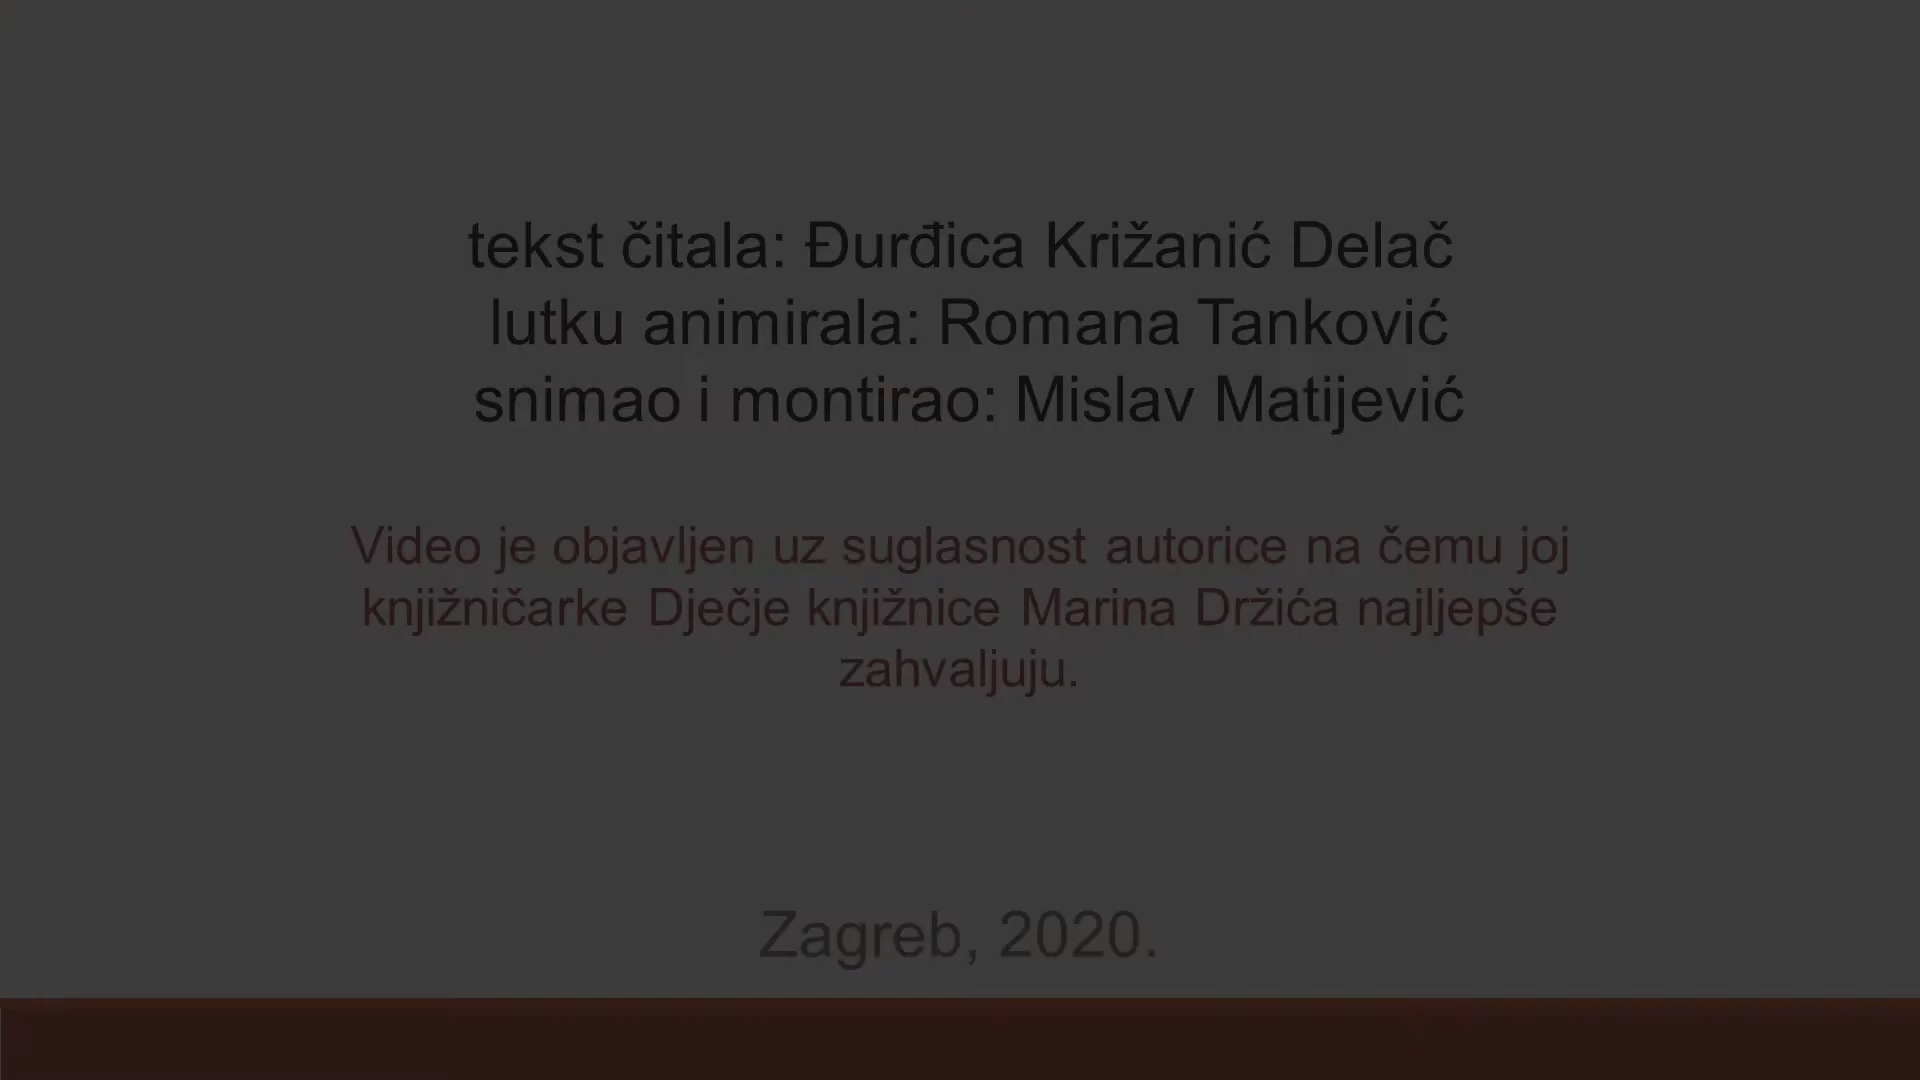 tekst čitala: Đurđica Križanić Delač
lutku animirala: Romana Tanković
snimao i montirao: Mislav Matijević
Video je objavljen uz suglasnost autorice na čemu joj
knjižničarke Dječje knjižnice Marina Držića najljepše
zahvaljuju.
Zagreb, 2020.